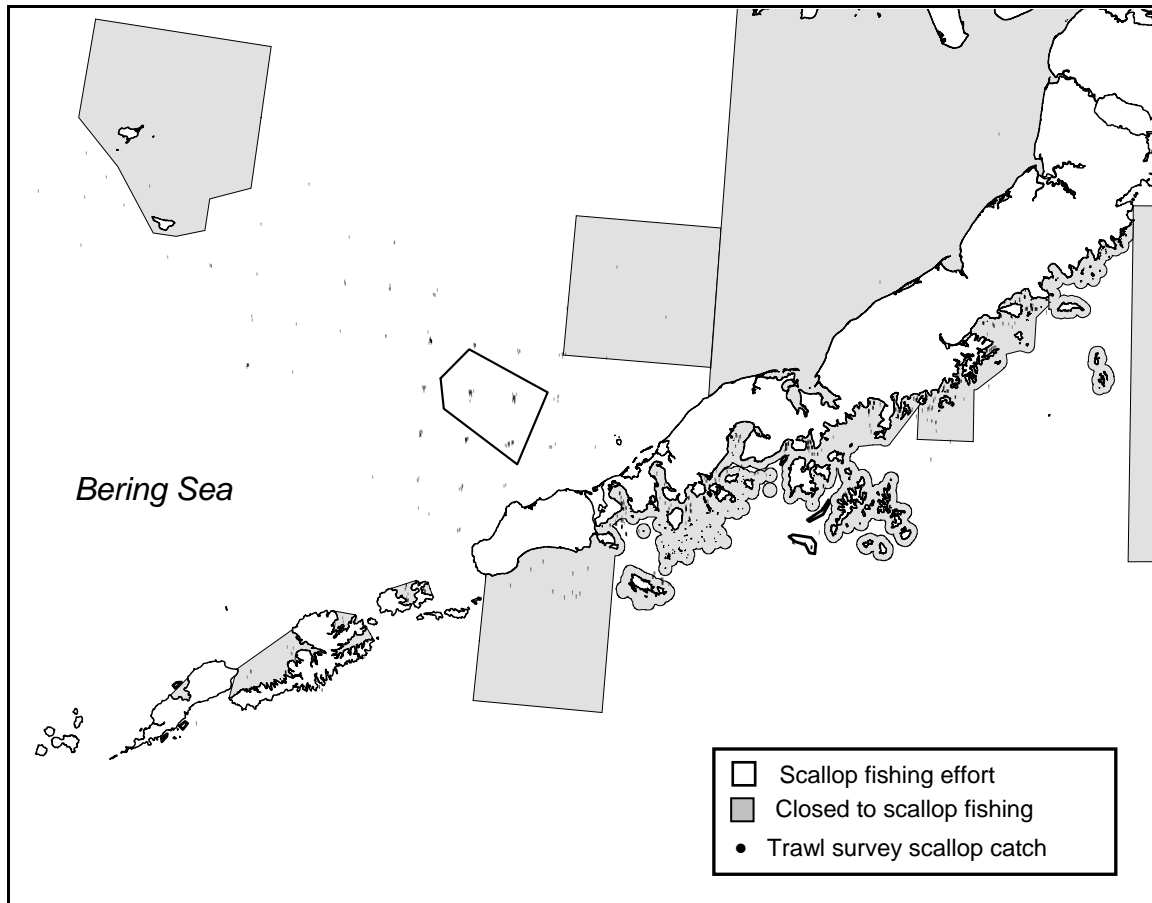 Bering Sea
Scallop fishing effort
Closed to scallop fishing
Trawl survey scallop catch